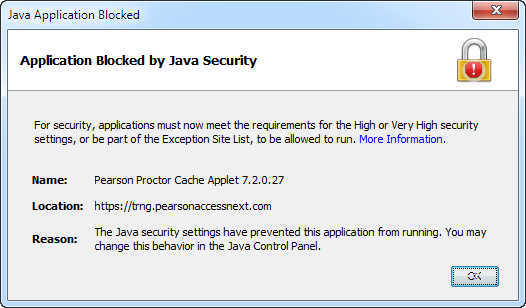 Java Application Blocked
Application Blocked by Java Security
For security, applications must now meet the requirements for the High or Very High security
settings, or be part of the Exception Site List, to be allowed to run. More Information.
Name: Pearson Proctor Cache Applet 7.2.0.27
Location: https://trng.pearsonaccessnext.com
Reason: The Java security settings have prevented this application from running. You may
change this behavior in the Java Control Panel.
OK